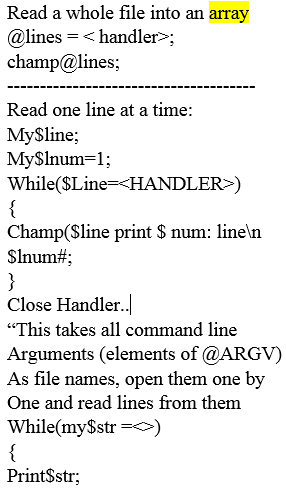 Read a whole file into an array
@lines = < handler>;
champ@lines;
-------------------------------------
Read one line at a time:
My$line;
My$lnum=1;
While($Line=<HANDLER>)
{
Champ($line print $ num: line\n
$lnum#;
}
Close Handler..
“This takes all command line
Arguments (elements of @ARGV)
As file names, open them one by
One and read lines from them
While(my$str =<>)
{
Print$str;